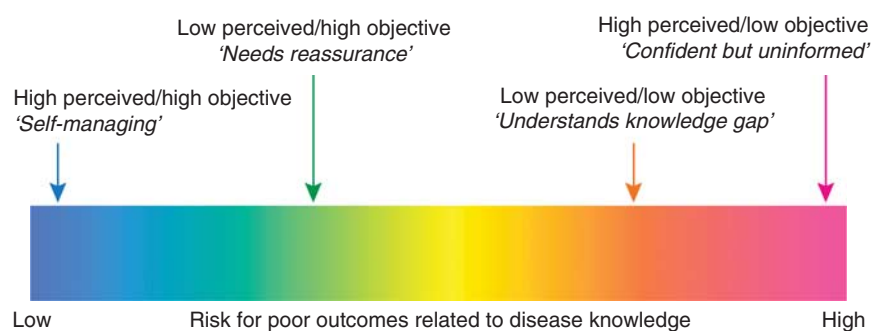 Low perceived/high objective
'Needs reassurance'
High perceived/low objective
'Confident but uninformed'
High perceived/high objective
'Self-managing'
Low perceived/low objective
'Understands knowledge gap'
Low
Risk for poor outcomes related to disease knowledge
High